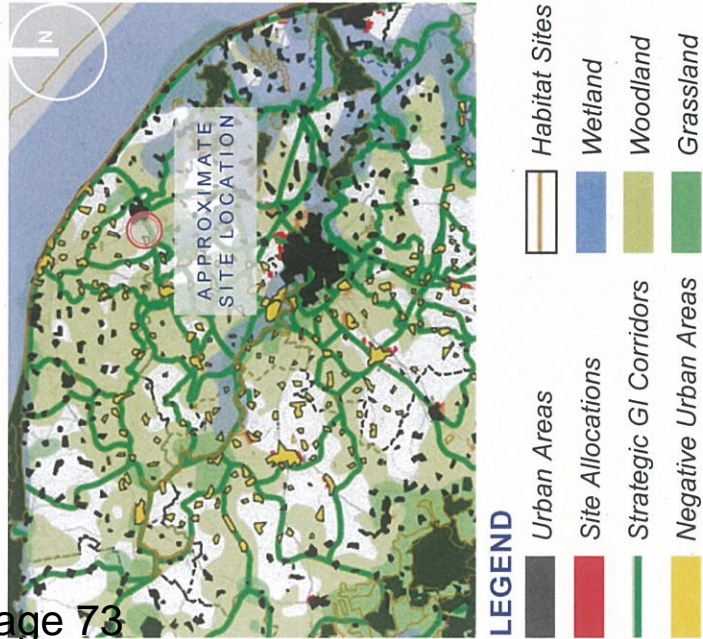 N
APPROXIMATE
SITE LOCATION
LEGEND
Urban Areas
Site Allocations
Strategic GI Corridors
Negative Urban Areas
Habitat Sites
Wetland
Woodland
Grassland
age 73